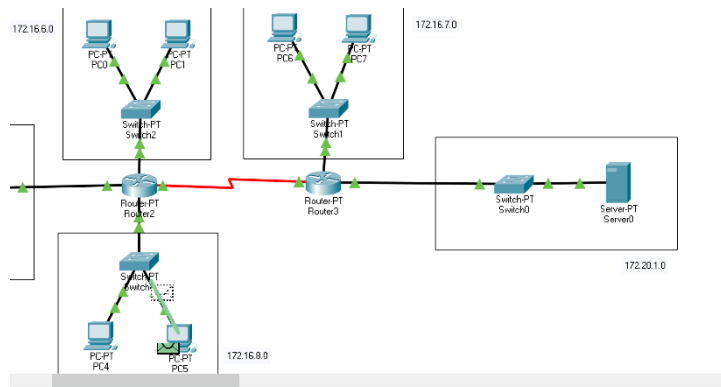 172.16.6.0
PC-PT
PC0
PC-PT
PC1
Switch-PT
Switch2
172.16.7.0
PC-PT
PC6
PC-PT
PC7
Switch-PT
Switch1
Router-PT
Router2
Router-PT
Router3
Switch-PT
Switch0
Server-PT
Server0
172.20.1.0
Switch-PT
PC-PT
PC4
PC-PT
PC5
172.16.8.0